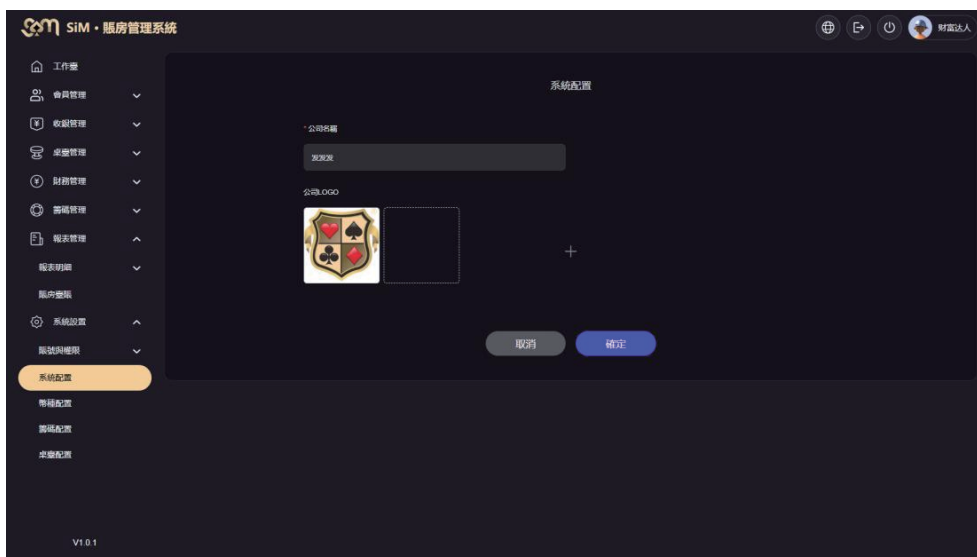 SiM・賬房管理系統
财富达人
工作臺
會員管理
收銀管理
桌臺管理
財務管理
籌碼管理
報表管理
報表明細
賬房臺賬
系統設置
賬號與權限
系統配置
幣種配置
籌碼配置
桌臺配置
V1.0.1
系統配置
*公司名稱
发发发
公司LOGO
取消
確定